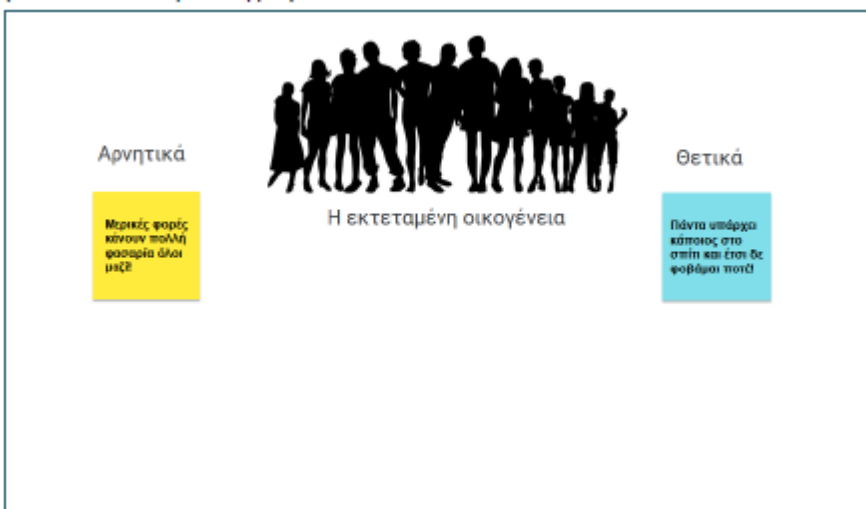 Αρνητικά
Θετικά
Η εκτεταμένη οικογένεια
Μερικές φορές
κάνουν πολλή
φασαρία όλοι
μαζί!
Πάντα υπάρχει
κάποιος στο
σπίτι και έτσι δε
φοβάμαι ποτέ!